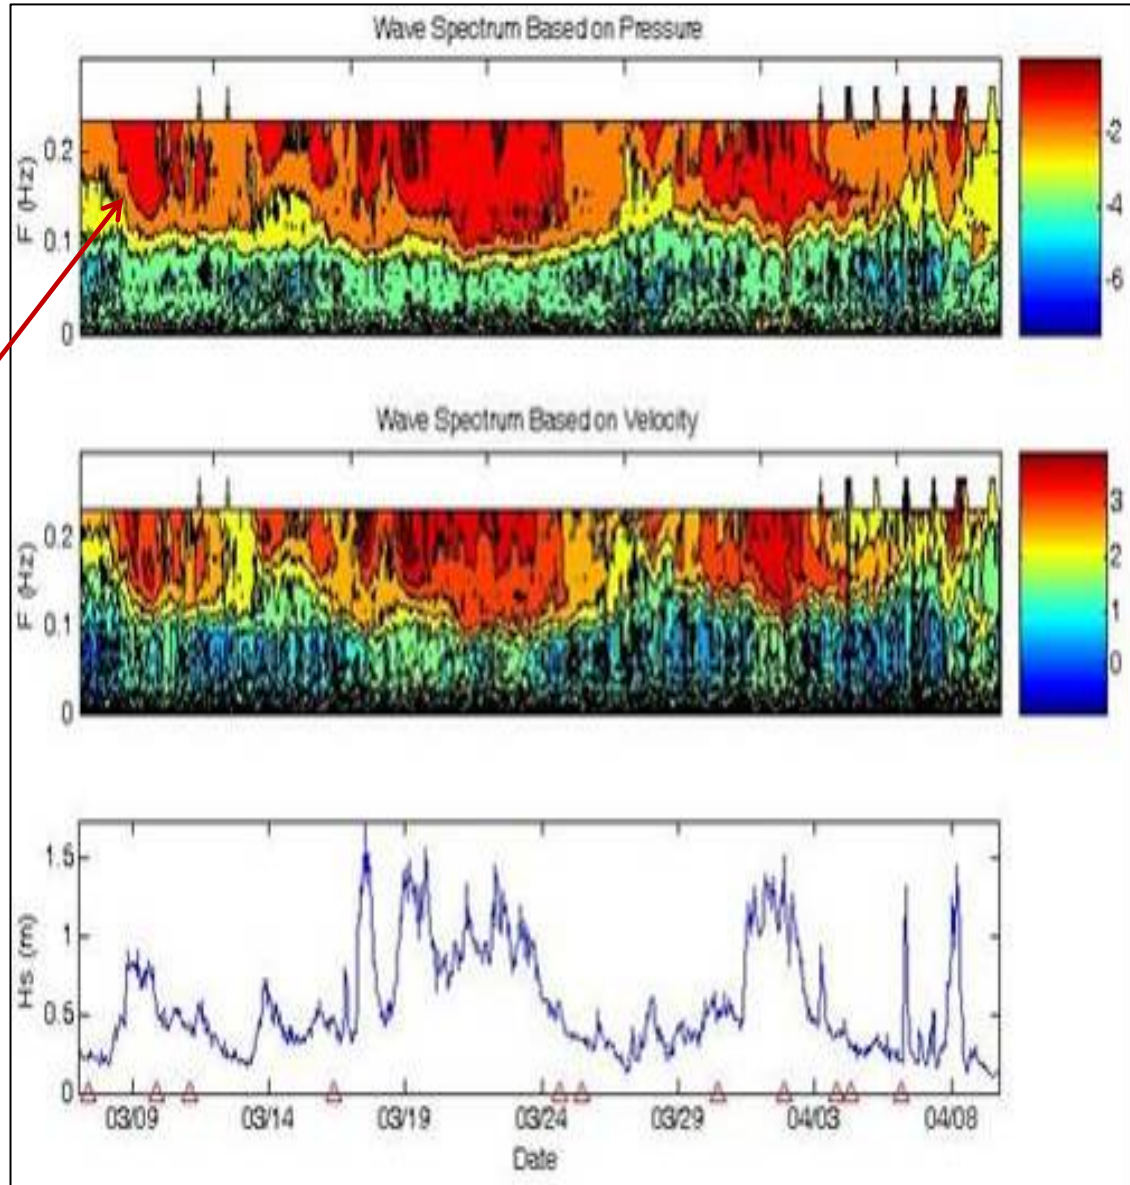 Wave Spectrum Based on Pressure
F (Hz)
0.2
0.1
0
-2
-4
-6
Wave Spectrum Based on Velocity
F (Hz)
0.2
0.1
0
3
2
1
0
Hs (m)
1.5
1
0.5
0
03/09 03/14 03/19 03/24 03/29 04/03 04/08
Date